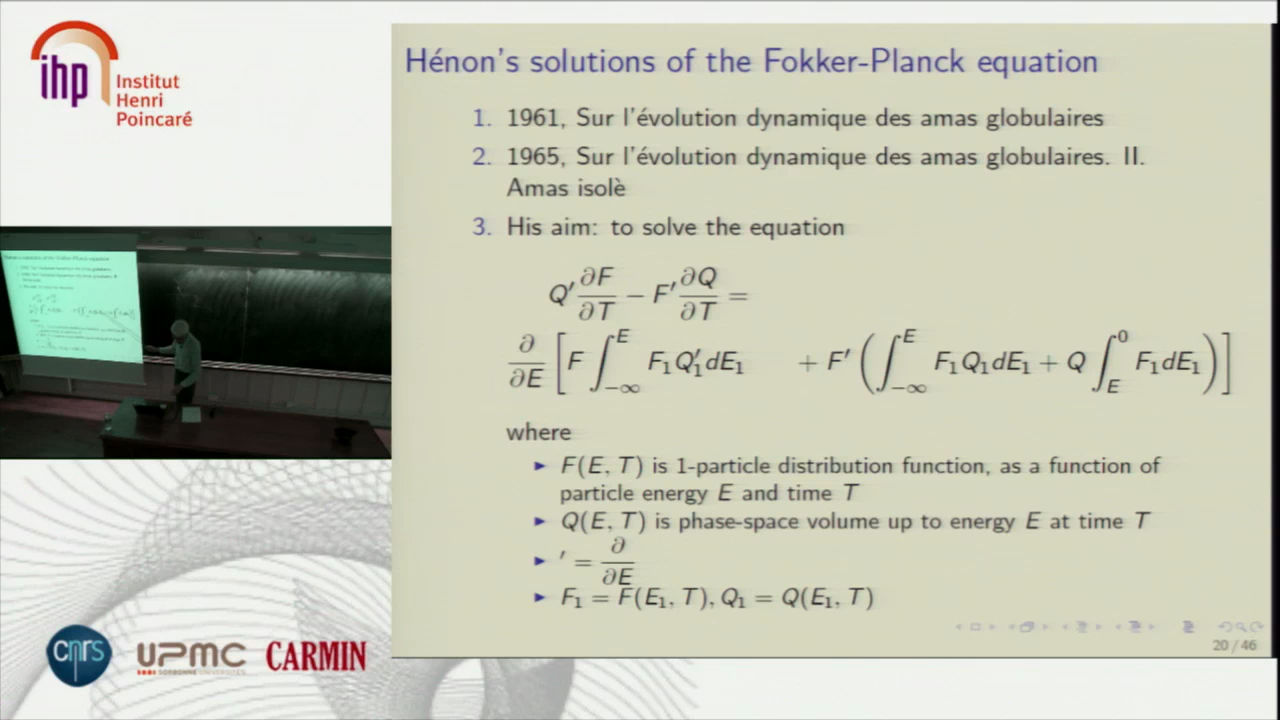 ihp
Institut
Henri
Poincaré
Hénon's solutions of the Fokker-Planck equation
1. 1961, Sur l'évolution dynamique des amas globulaires
2. 1965, Sur l'évolution dynamique des amas globulaires. II.
Amas isolè
3. His aim: to solve the equation
Q′ ∂F/∂T − F′ ∂Q/∂T =
∂/∂E [ F ∫_{−∞}^{E} F₁Q′₁dE₁ + F′ ( ∫_{−∞}^{E} F₁Q₁dE₁ + Q ∫_{E}^{0} F₁dE₁ ) ]
where
▶ F(E, T) is 1-particle distribution function, as a function of
particle energy E and time T
▶ Q(E, T) is phase-space volume up to energy E at time T
▶ ′ = ∂/∂E
▶ F₁ = F(E₁, T), Q₁ = Q(E₁, T)
20 / 46
cnrs
UPMC
SORBONNE UNIVERSITÉS
CARMIN